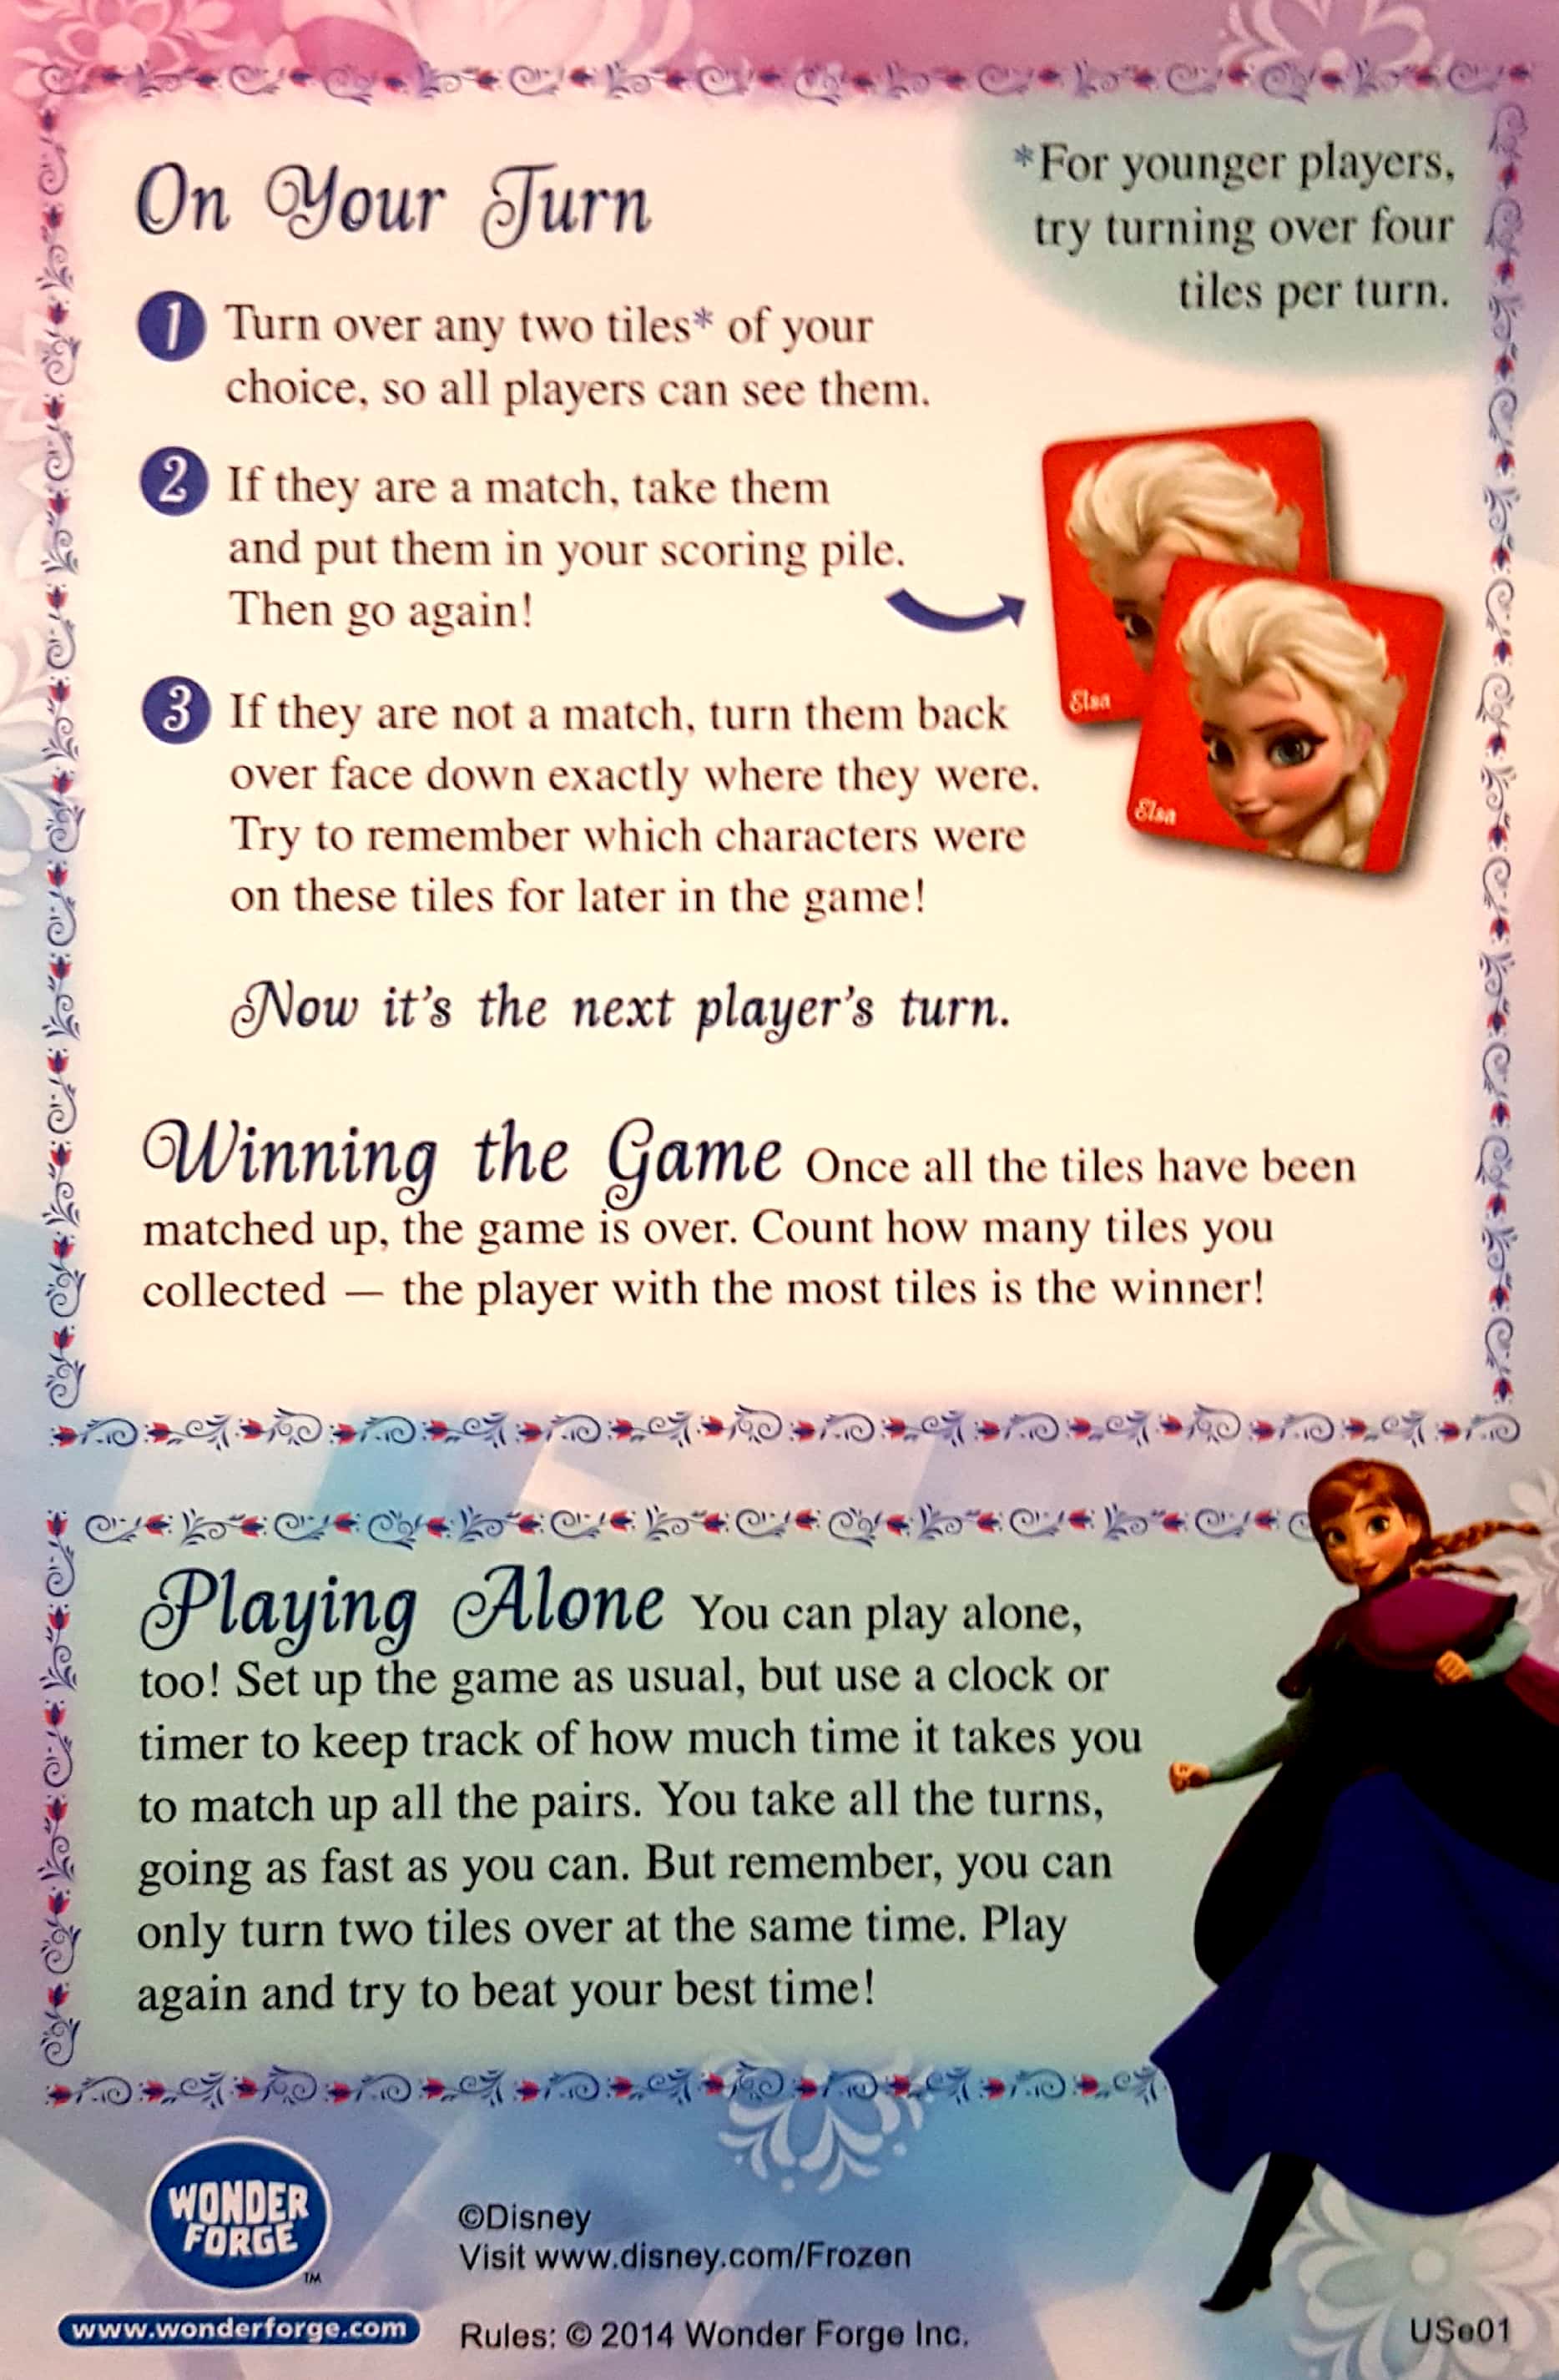 On Your Turn
*For younger players,
try turning over four
tiles per turn.
1 Turn over any two tiles* of your
choice, so all players can see them.
2 If they are a match, take them
and put them in your scoring pile.
Then go again!
3 If they are not a match, turn them back
over face down exactly where they were.
Try to remember which characters were
on these tiles for later in the game!
Elsa
Elsa
Now it's the next player's turn.
Winning the Game Once all the tiles have been
matched up, the game is over. Count how many tiles you
collected — the player with the most tiles is the winner!
Playing Alone You can play alone,
too! Set up the game as usual, but use a clock or
timer to keep track of how much time it takes you
to match up all the pairs. You take all the turns,
going as fast as you can. But remember, you can
only turn two tiles over at the same time. Play
again and try to beat your best time!
WONDER
FORGE
TM
www.wonderforge.com
©Disney
Visit www.disney.com/Frozen
Rules: © 2014 Wonder Forge Inc.
USe01